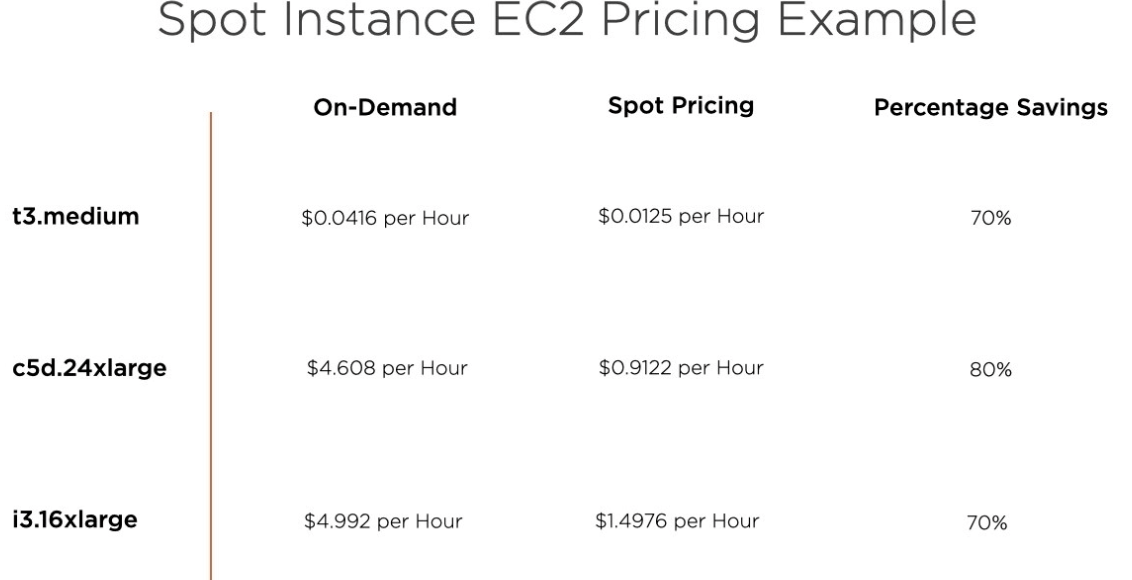 Spot Instance EC2 Pricing Example
On-Demand Spot Pricing Percentage Savings
t3.medium $0.0416 per Hour $0.0125 per Hour 70%
c5d.24xlarge $4.608 per Hour $0.9122 per Hour 80%
i3.16xlarge $4.992 per Hour $1.4976 per Hour 70%